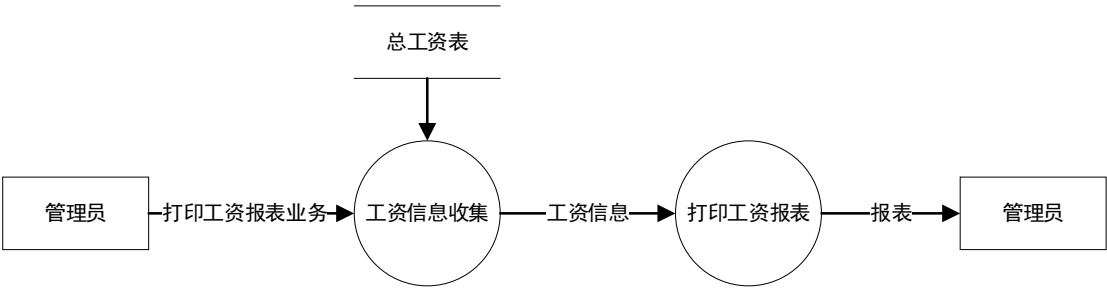 总工资表
管理员
打印工资报表业务
工资信息收集
工资信息
打印工资报表
报表
管理员